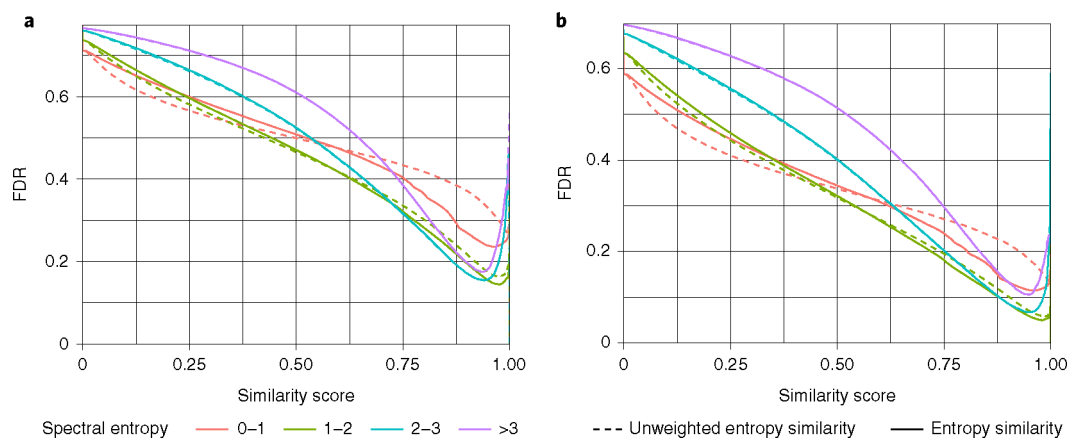 a
b
FDR
0.6
0.4
0.2
0
0 0.25 0.50 0.75 1.00
Similarity score
FDR
0.6
0.4
0.2
0
0 0.25 0.50 0.75 1.00
Similarity score
Spectral entropy 0–1 1–2 2–3 >3
Unweighted entropy similarity Entropy similarity